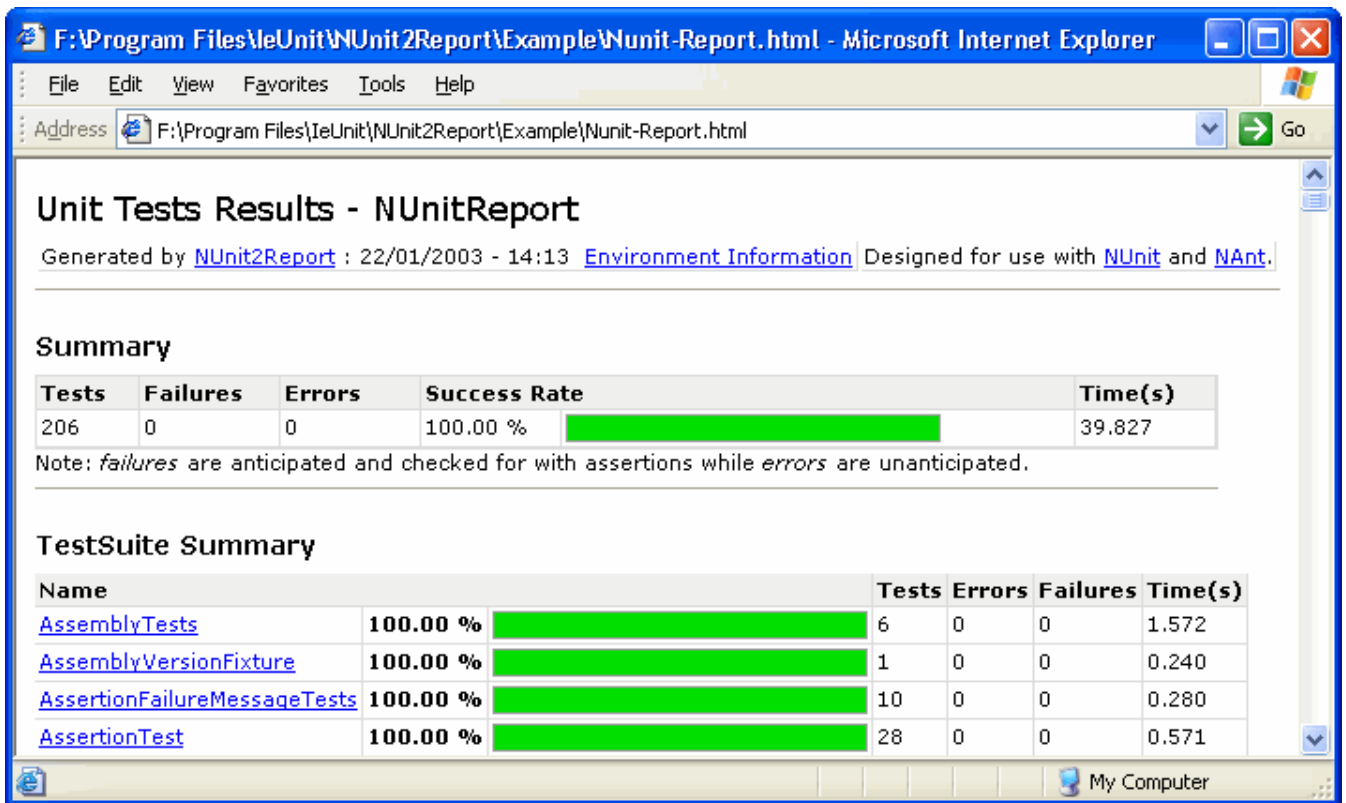 F:\Program Files\IeUnit\NUnit2Report\Example\Nunit-Report.html - Microsoft Internet Explorer
File Edit View Favorites Tools Help
Address F:\Program Files\IeUnit\NUnit2Report\Example\Nunit-Report.html Go
Unit Tests Results - NUnitReport
Generated by NUnit2Report : 22/01/2003 - 14:13 Environment Information Designed for use with NUnit and NAnt.
Summary
Tests Failures Errors Success Rate Time(s)
206 0 0 100.00 % 39.827
Note: failures are anticipated and checked for with assertions while errors are unanticipated.
TestSuite Summary
Name Tests Errors Failures Time(s)
AssemblyTests 100.00 % 6 0 0 1.572
AssemblyVersionFixture 100.00 % 1 0 0 0.240
AssertionFailureMessageTests 100.00 % 10 0 0 0.280
AssertionTest 100.00 % 28 0 0 0.571
My Computer